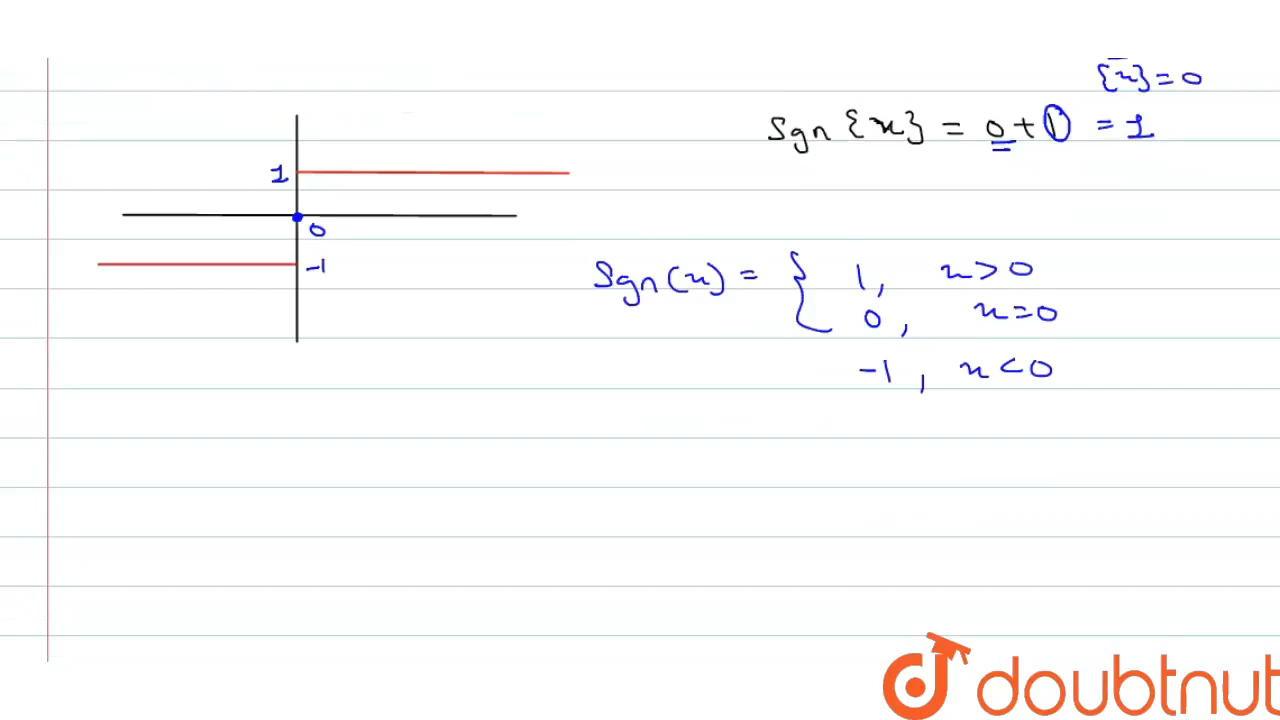 {x} = 0
Sgn {x} = 0 + 1 = 1
1
0
-1
Sgn(x) = { 1, x > 0
0, x = 0
-1, x < 0
doubtnut